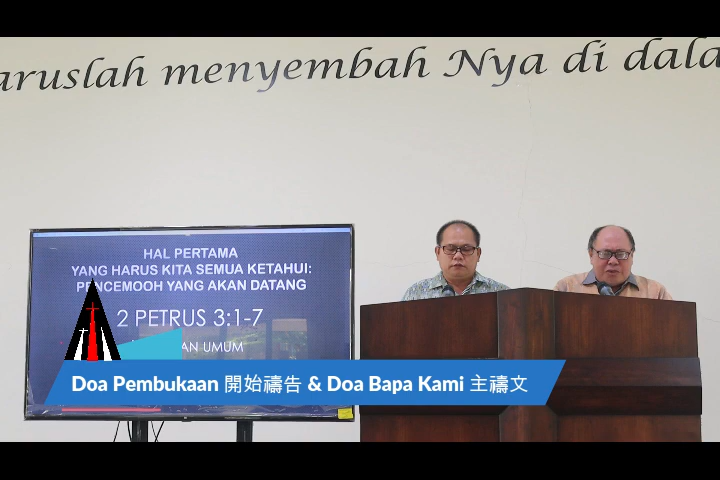 aruslah menyembah Nya di dala
HAL PERTAMA
YANG HARUS KITA SEMUA KETAHUI:
PENCEMOOH YANG AKAN DATANG
2 PETRUS 3:1-7
AN UMUM
Doa Pembukaan 開始禱告 & Doa Bapa Kami 主禱文